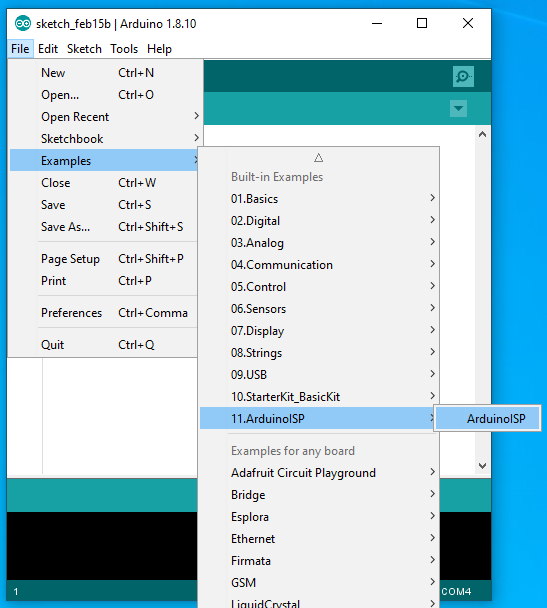 sketch_feb15b | Arduino 1.8.10
File Edit Sketch Tools Help
New Ctrl+N
Open... Ctrl+O
Open Recent
Sketchbook
Examples
Close Ctrl+W
Save Ctrl+S
Save As... Ctrl+Shift+S
Page Setup Ctrl+Shift+P
Print Ctrl+P
Preferences Ctrl+Comma
Quit Ctrl+Q
Built-in Examples
01.Basics
02.Digital
03.Analog
04.Communication
05.Control
06.Sensors
07.Display
08.Strings
09.USB
10.StarterKit_BasicKit
11.ArduinoISP
ArduinoISP
Examples for any board
Adafruit Circuit Playground
Bridge
Esplora
Ethernet
Firmata
GSM
LiquidCrystal
1
COM4